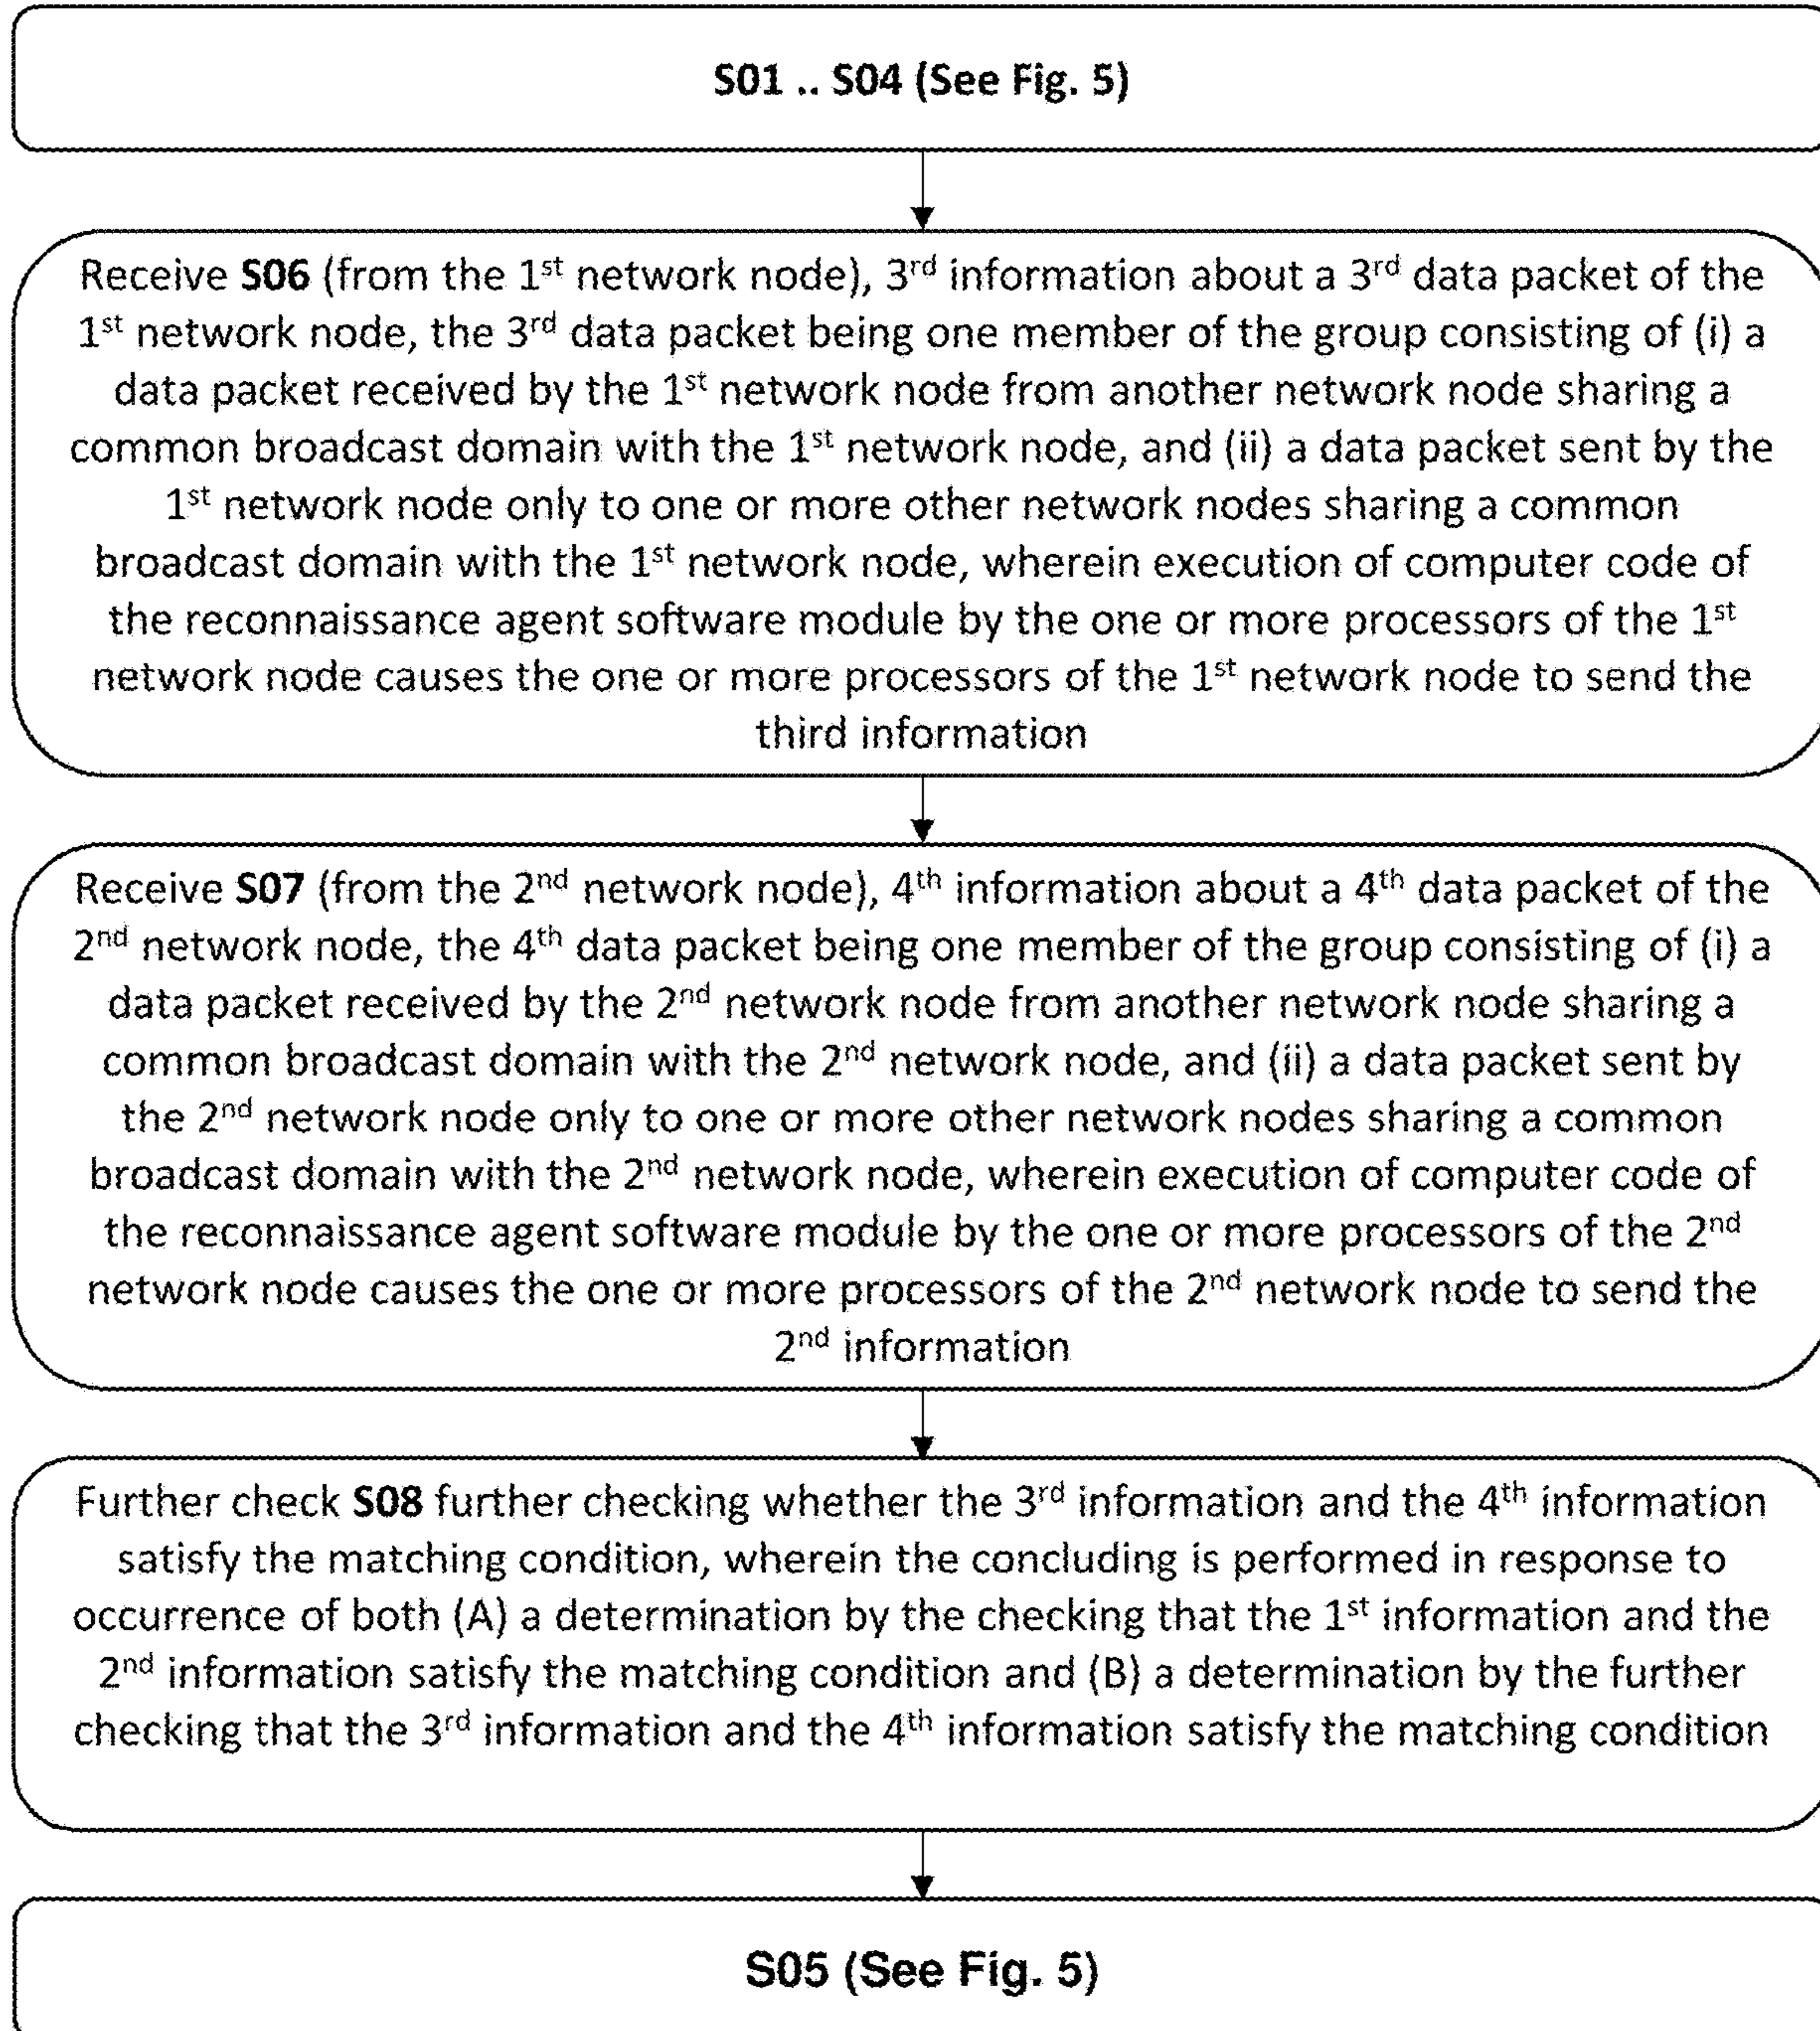 S01 .. S04 (See Fig. 5)
Receive S06 (from the 1st network node), 3rd information about a 3rd data packet of the
1st network node, the 3rd data packet being one member of the group consisting of (i) a
data packet received by the 1st network node from another network node sharing a
common broadcast domain with the 1st network node, and (ii) a data packet sent by the
1st network node only to one or more other network nodes sharing a common
broadcast domain with the 1st network node, wherein execution of computer code of
the reconnaissance agent software module by the one or more processors of the 1st
network node causes the one or more processors of the 1st network node to send the
third information
Receive S07 (from the 2nd network node), 4th information about a 4th data packet of the
2nd network node, the 4th data packet being one member of the group consisting of (i) a
data packet received by the 2nd network node from another network node sharing a
common broadcast domain with the 2nd network node, and (ii) a data packet sent by
the 2nd network node only to one or more other network nodes sharing a common
broadcast domain with the 2nd network node, wherein execution of computer code of
the reconnaissance agent software module by the one or more processors of the 2nd
network node causes the one or more processors of the 2nd network node to send the
2nd information
Further check S08 further checking whether the 3rd information and the 4th information
satisfy the matching condition, wherein the concluding is performed in response to
occurrence of both (A) a determination by the checking that the 1st information and the
2nd information satisfy the matching condition and (B) a determination by the further
checking that the 3rd information and the 4th information satisfy the matching condition
S05 (See Fig. 5)